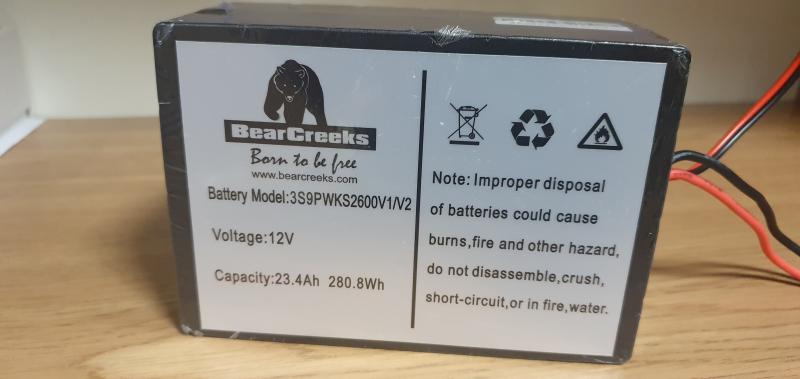 BearCreeks
Born to be free
www.bearcreeks.com
Battery Model:3S9PWKS2600V1/V2
Voltage:12V
Capacity:23.4Ah 280.8Wh
Note: Improper disposal
of batteries could cause
burns,fire and other hazard,
do not disassemble,crush,
short-circuit,or in fire,water.